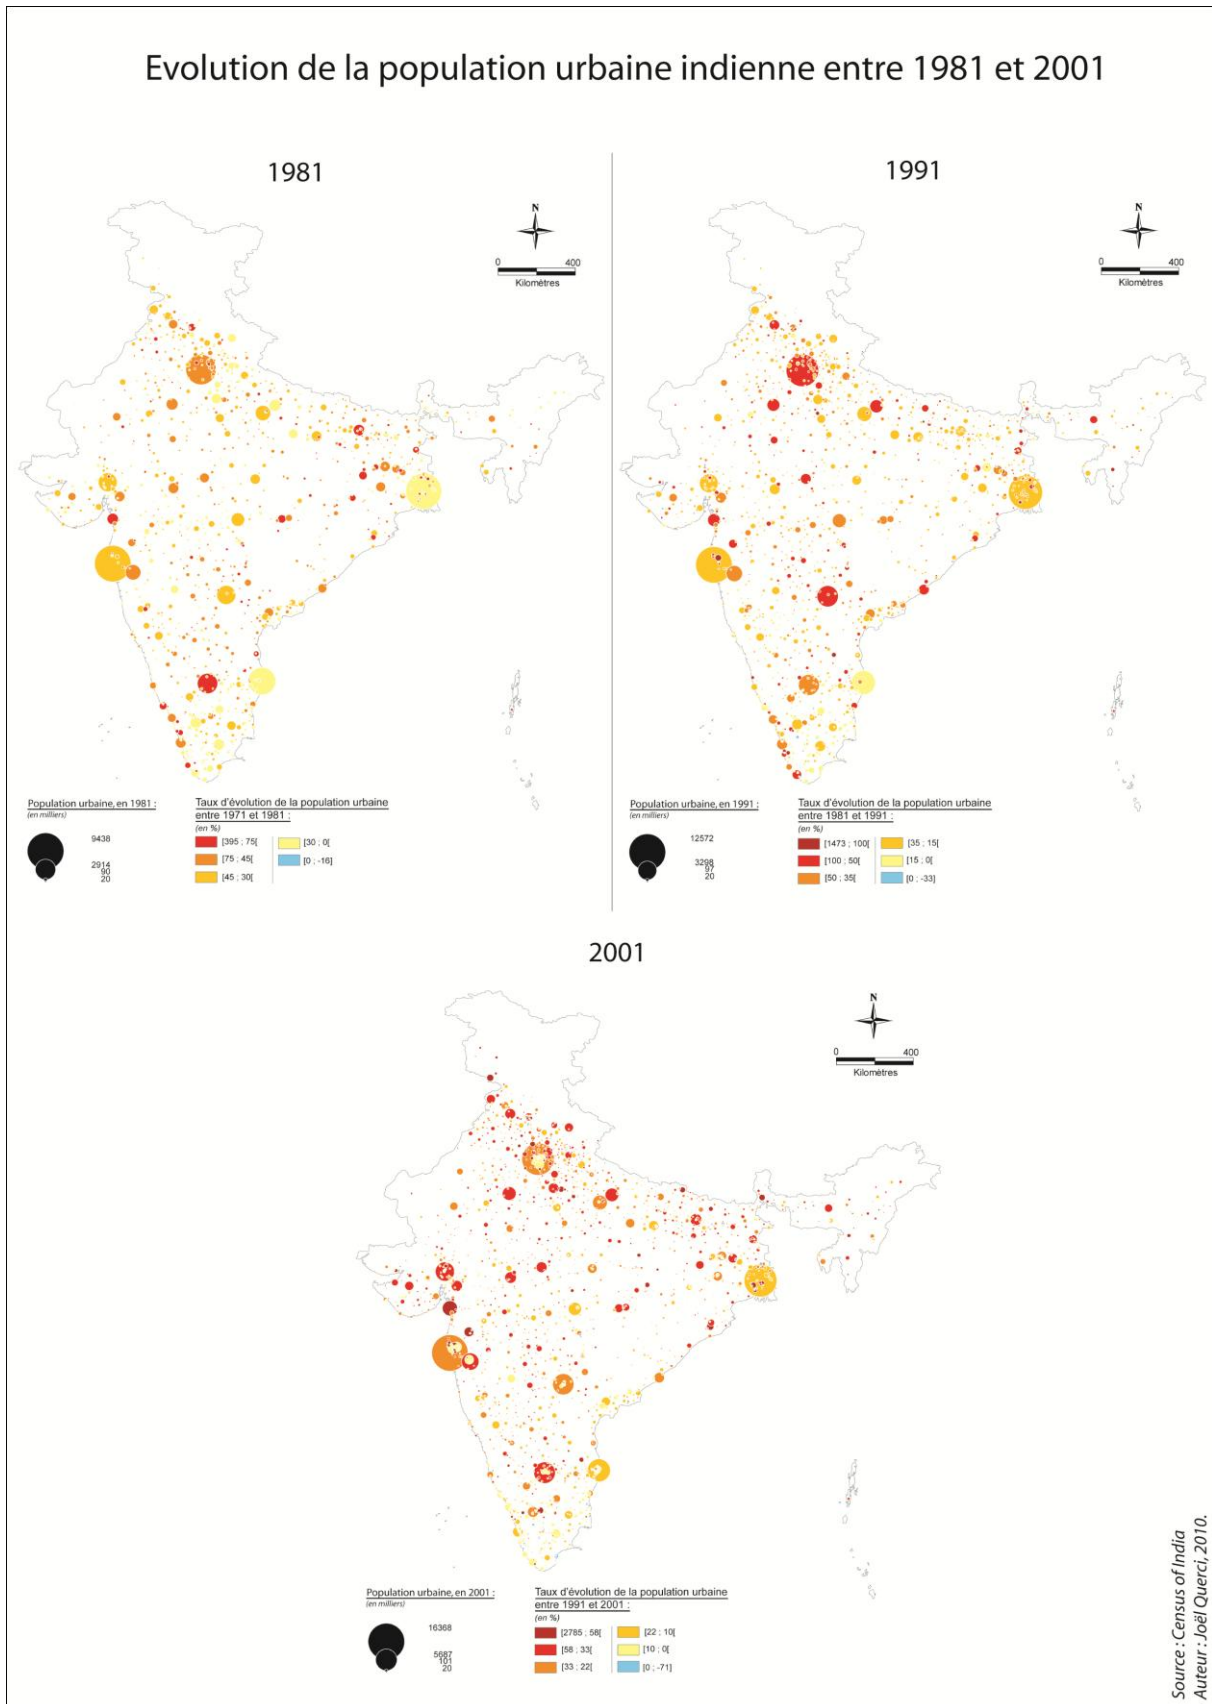 Evolution de la population urbaine indienne entre 1981 et 2001
1981
N
0 400
Kilomètres
Population urbaine, en 1981 :
(en milliers)
9438
2914
90
20
Taux d'évolution de la population urbaine
entre 1971 et 1981 :
(en %)
[395 ; 75[
[75 ; 45[
[45 ; 30[
[30 ; 0[
[0 ; -16]
1991
N
0 400
Kilomètres
Population urbaine, en 1991 :
(en milliers)
12572
3298
97
20
Taux d'évolution de la population urbaine
entre 1981 et 1991 :
(en %)
[1473 ; 100[
[100 ; 50[
[50 ; 35[
[35 ; 15[
[15 ; 0[
[0 ; -33]
2001
N
0 400
Kilomètres
Population urbaine, en 2001 :
(en milliers)
16368
5687
101
20
Taux d'évolution de la population urbaine
entre 1991 et 2001 :
(en %)
[2785 ; 58[
[58 ; 33[
[33 ; 22[
[22 ; 10[
[10 ; 0[
[0 ; -71]
Source : Census of India
Auteur : Joël Querci, 2010.